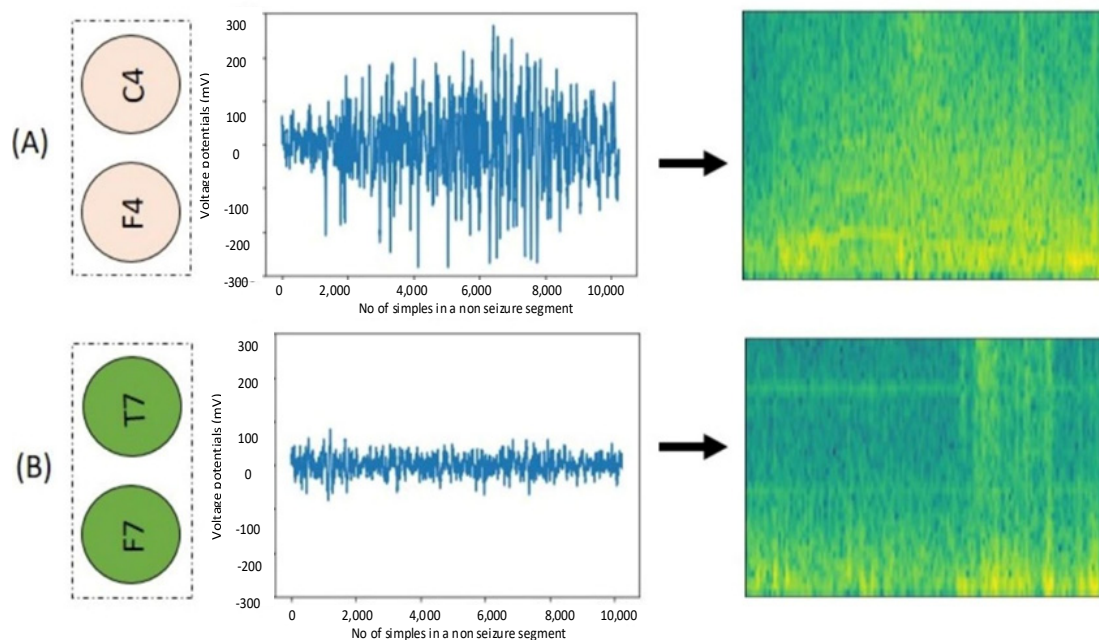 (A)
C4
F4
Voltage potentials (mV)
300
200
100
0
-100
-200
-300
0 2,000 4,000 6,000 8,000 10,000
No of simples in a non seizure segment
(B)
T7
F7
Voltage potentials (mV)
300
200
100
0
-100
-200
-300
0 2,000 4,000 6,000 8,000 10,000
No of simples in a non seizure segment